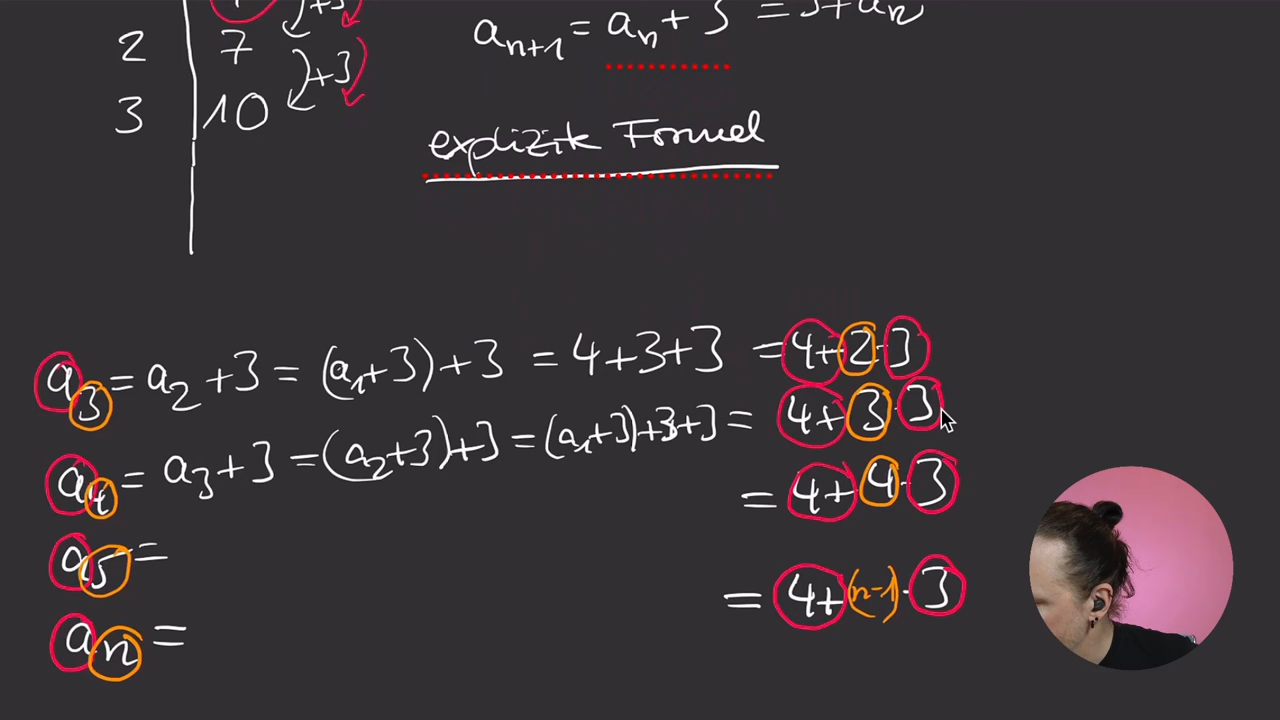 +3
2 7 +3
3 10
aₙ₊₁ = aₙ + 3 = 3 + aₙ
explizik Formel
a₃ = a₂ + 3 = (a₁+3)+3 = 4+3+3 = 4+2·3
a₄ = a₃+3 = (a₂+3)+3 = (a₁+3)+3+3 = 4+3·3
a₅ = = 4+4·3
aₙ = = 4+(n-1)·3